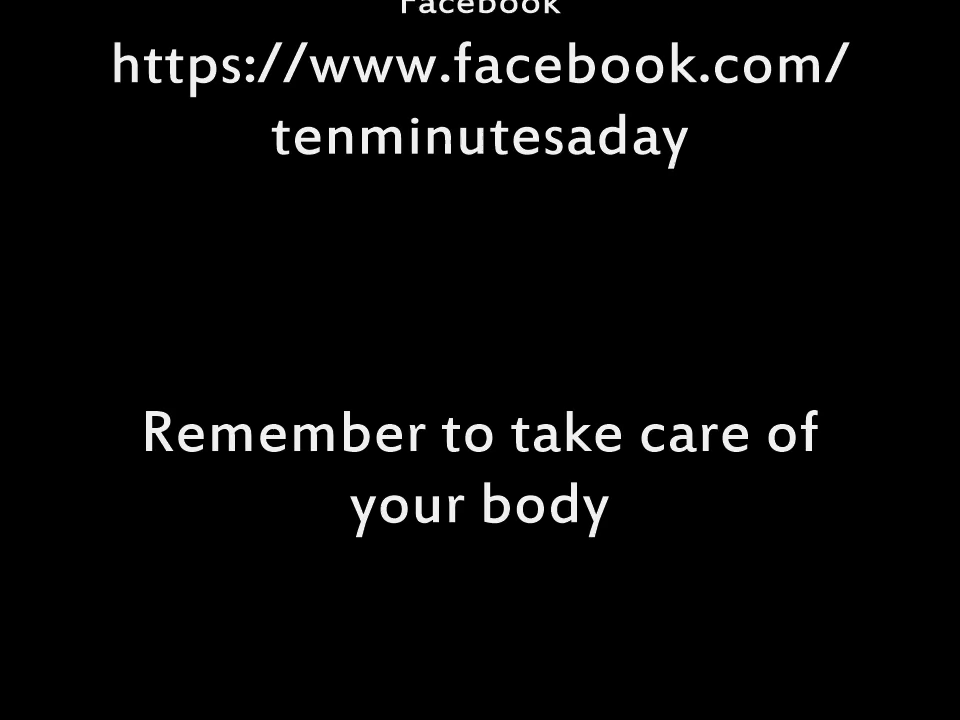 Facebook
https://www.facebook.com/
tenminutesaday
Remember to take care of
your body